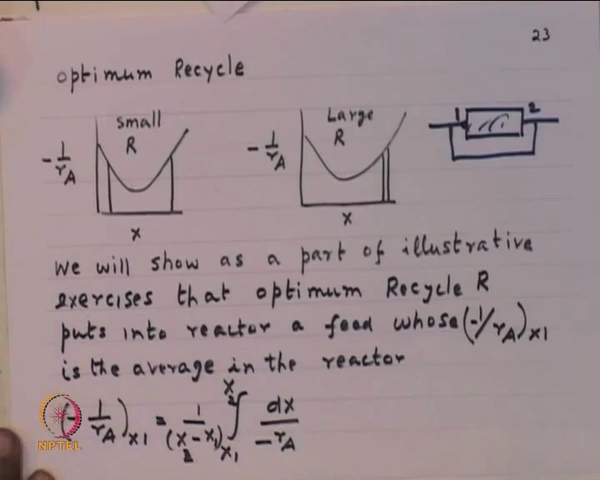 23
optimum Recycle
small
R
-1/rA
x
Large
R
-1/rA
x
1 2
we will show as a part of illustrative
exercises that optimum Recycle R
puts into reactor a feed whose (-1/rA)x1
is the average in the reactor
(-1/rA)x1 = 1/(x2-x1) ∫x1^x2 dx/-rA
NPTEL